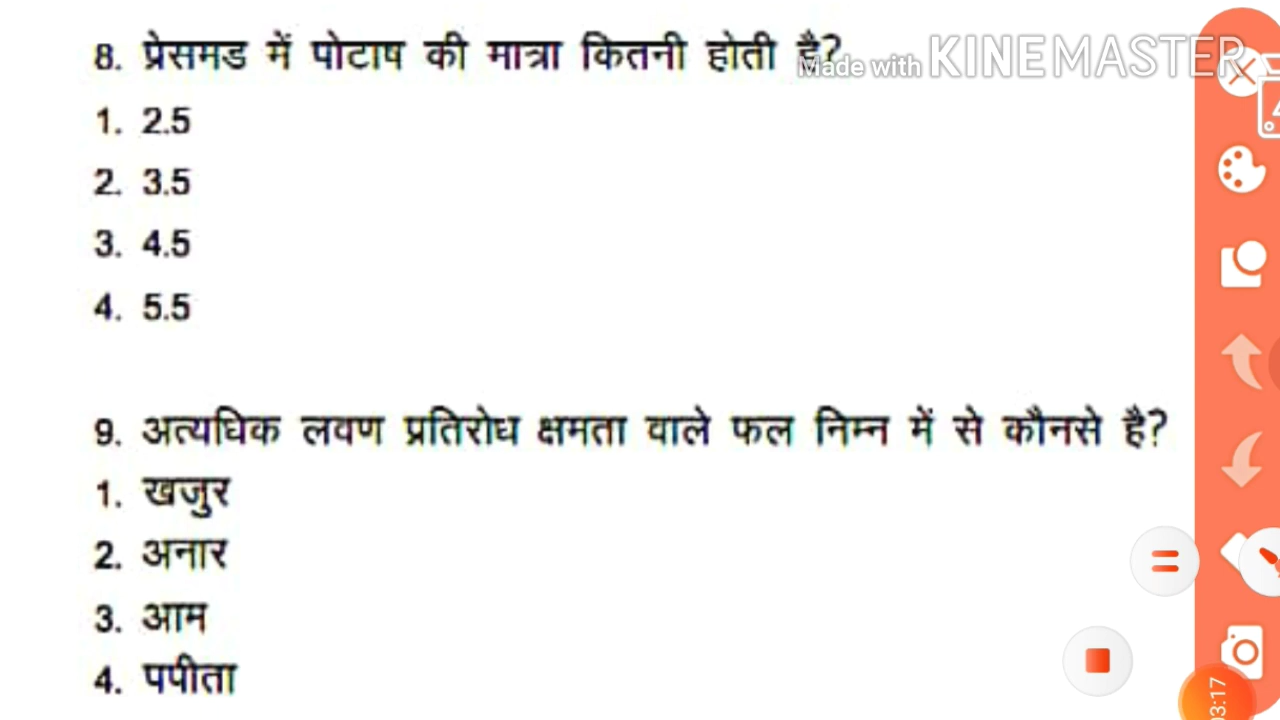 8. प्रेसमड में पोटाष की मात्रा कितनी होती है?
Made with KINEMASTER
1. 2.5
2. 3.5
3. 4.5
4. 5.5
9. अत्यधिक लवण प्रतिरोध क्षमता वाले फल निम्न में से कौनसे है?
1. खजुर
2. अनार
3. आम
4. पपीता